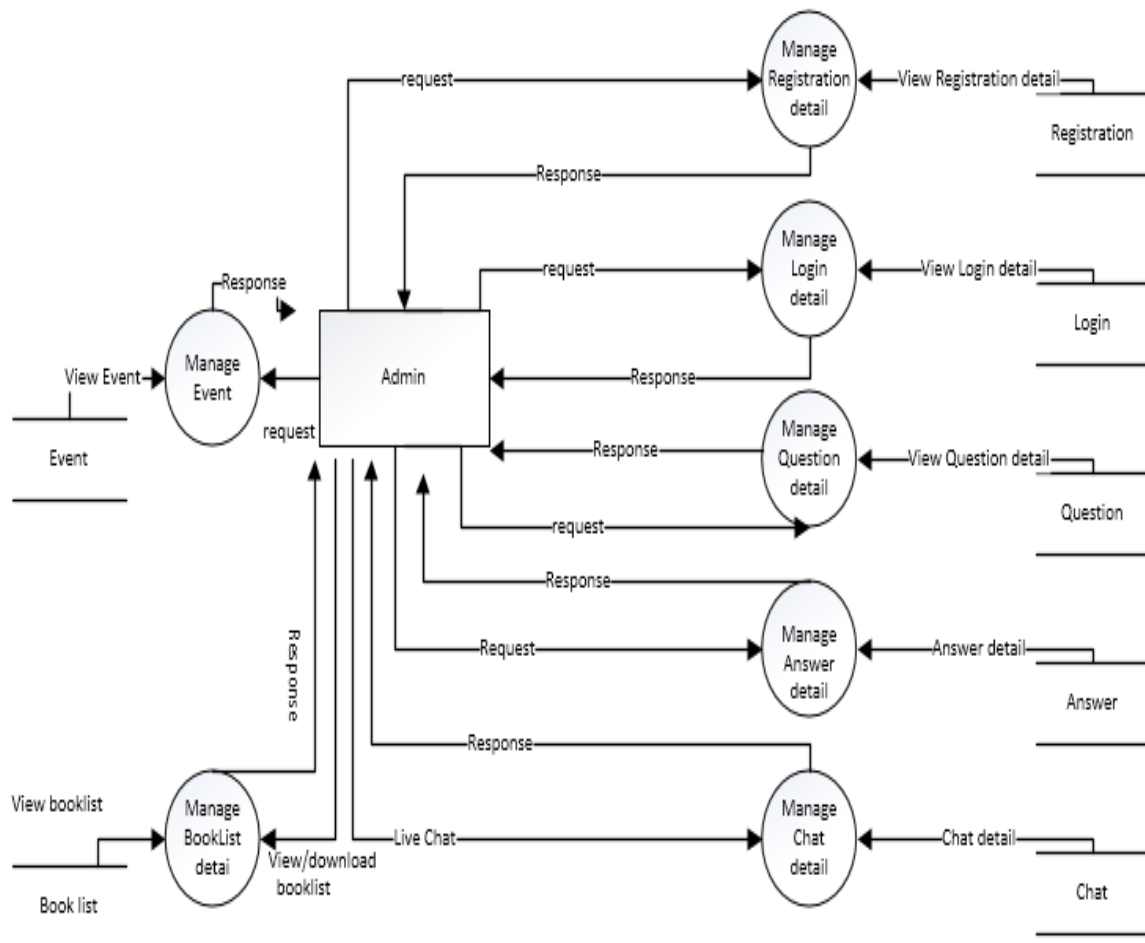 Manage
Registration
detail
request
View Registration detail
Registration
Response
Manage
Login
detail
request
View Login detail
Login
Response
Response
Manage
Event
View Event
Event
Admin
request
Manage
Question
detail
Response
View Question detail
Question
request
Response
Manage
Answer
detail
Request
Answer detail
Answer
Response
Response
Manage
Chat
detail
Live Chat
Chat detail
Chat
View booklist
Manage
BookList
detai
View/download
booklist
Book list